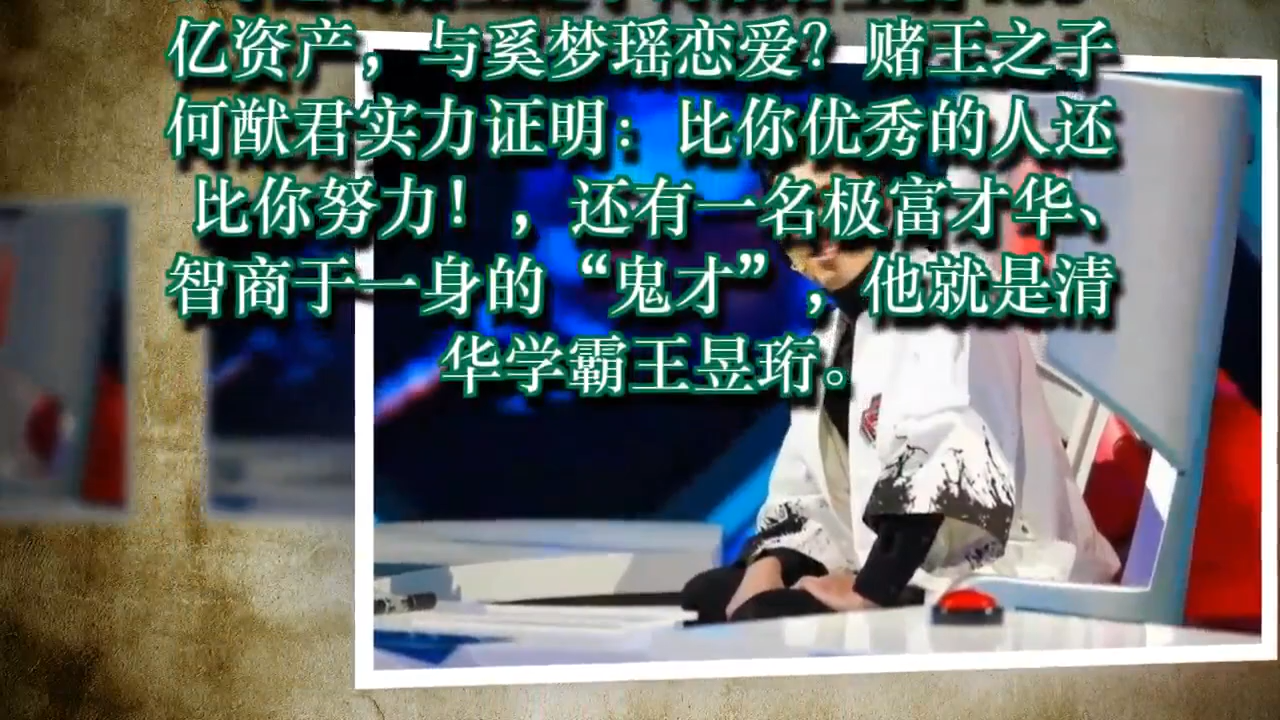 亿资产，与奚梦瑶恋爱？赌王之子
何猷君实力证明：比你优秀的人还
比你努力！，还有一名极富才华、
智商于一身的“鬼才”，他就是清
华学霸王昱珩。